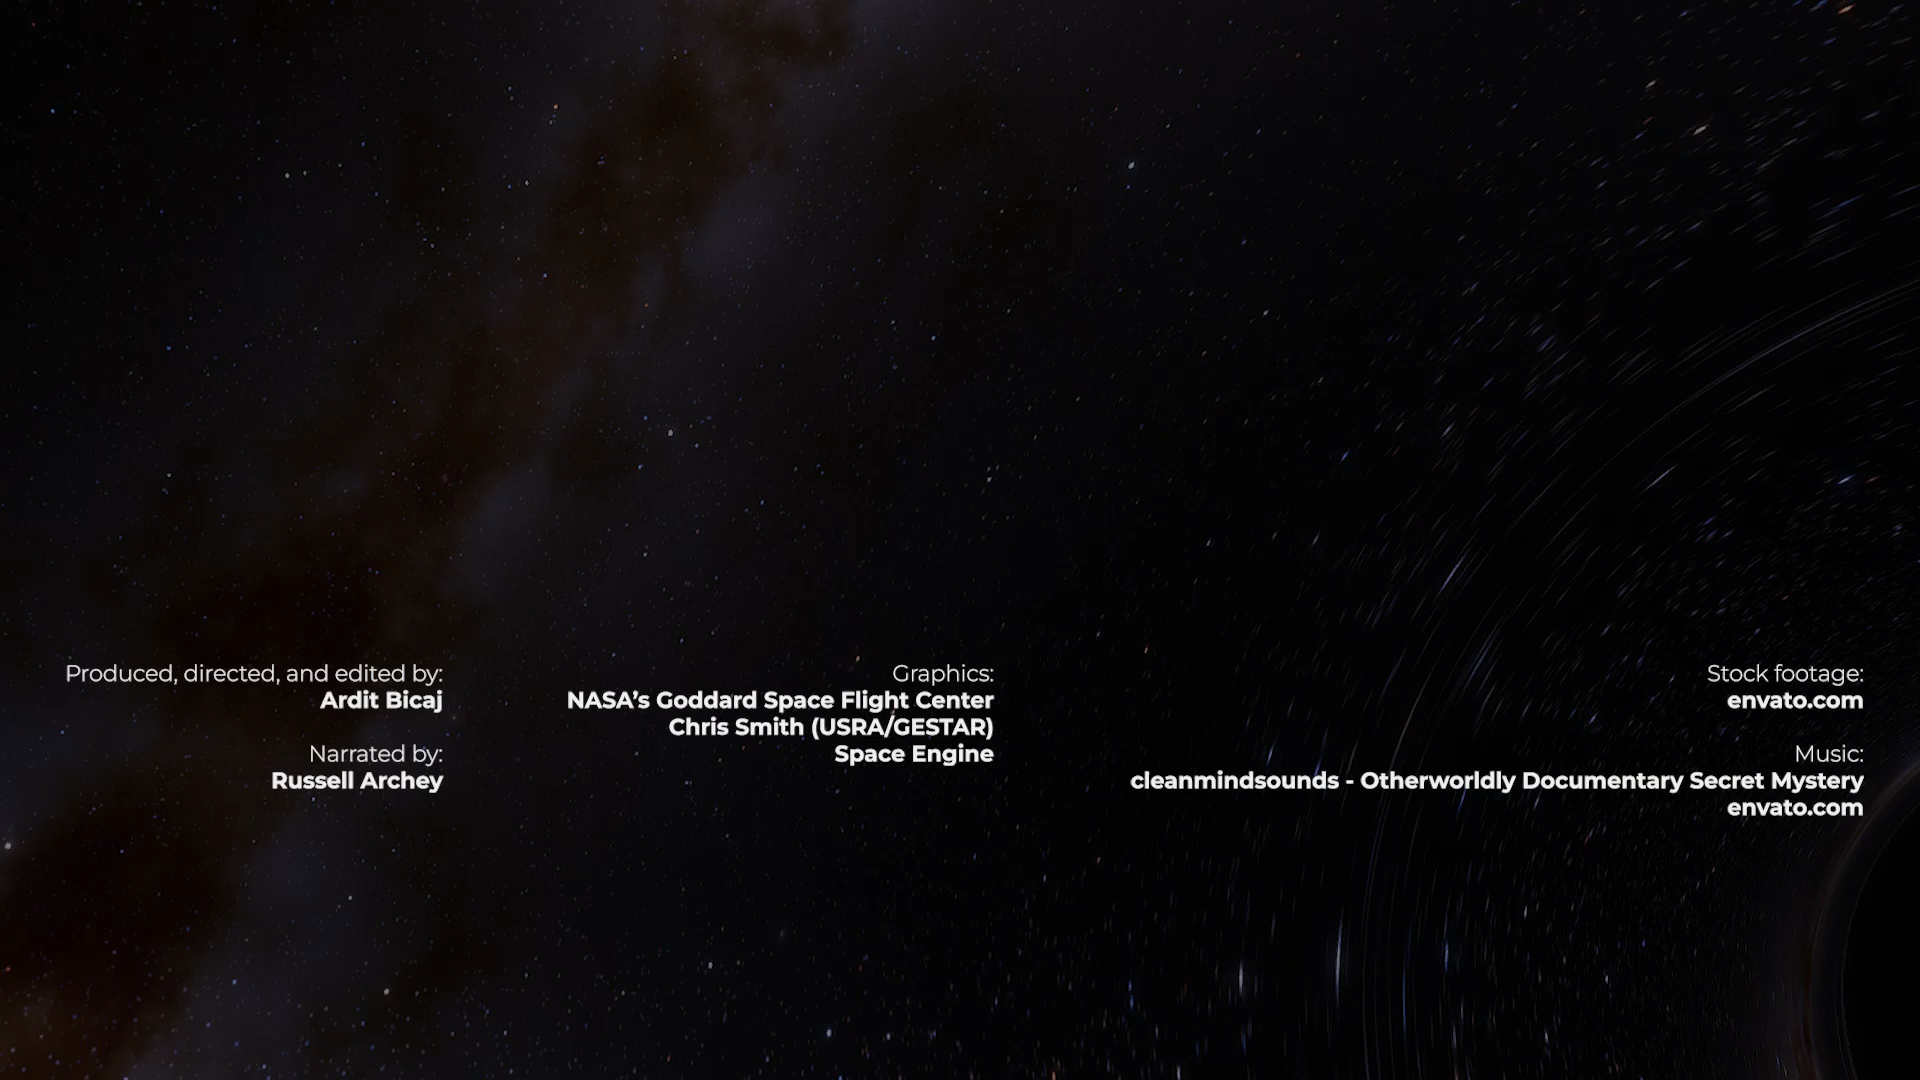 Produced, directed, and edited by:
Ardit Bicaj
Narrated by:
Russell Archey
Graphics:
NASA’s Goddard Space Flight Center
Chris Smith (USRA/GESTAR)
Space Engine
Stock footage:
envato.com
Music:
cleanmindsounds - Otherworldly Documentary Secret Mystery
envato.com